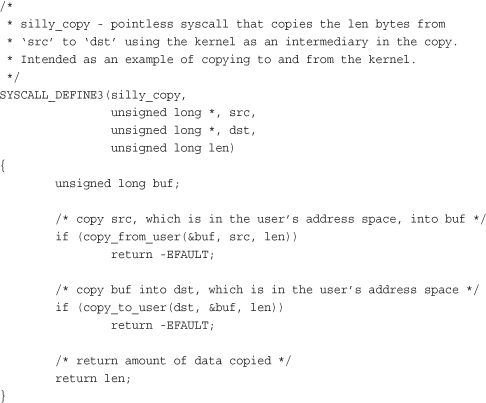 /*
 * silly_copy - pointless syscall that copies the len bytes from
 * ‘src’ to ‘dst’ using the kernel as an intermediary in the copy.
 * Intended as an example of copying to and from the kernel.
 */
SYSCALL_DEFINE3(silly_copy,
                unsigned long *, src,
                unsigned long *, dst,
                unsigned long len)
{
        unsigned long buf;

        /* copy src, which is in the user’s address space, into buf */
        if (copy_from_user(&buf, src, len))
                return -EFAULT;

        /* copy buf into dst, which is in the user’s address space */
        if (copy_to_user(dst, &buf, len))
                return -EFAULT;

        /* return amount of data copied */
        return len;
}